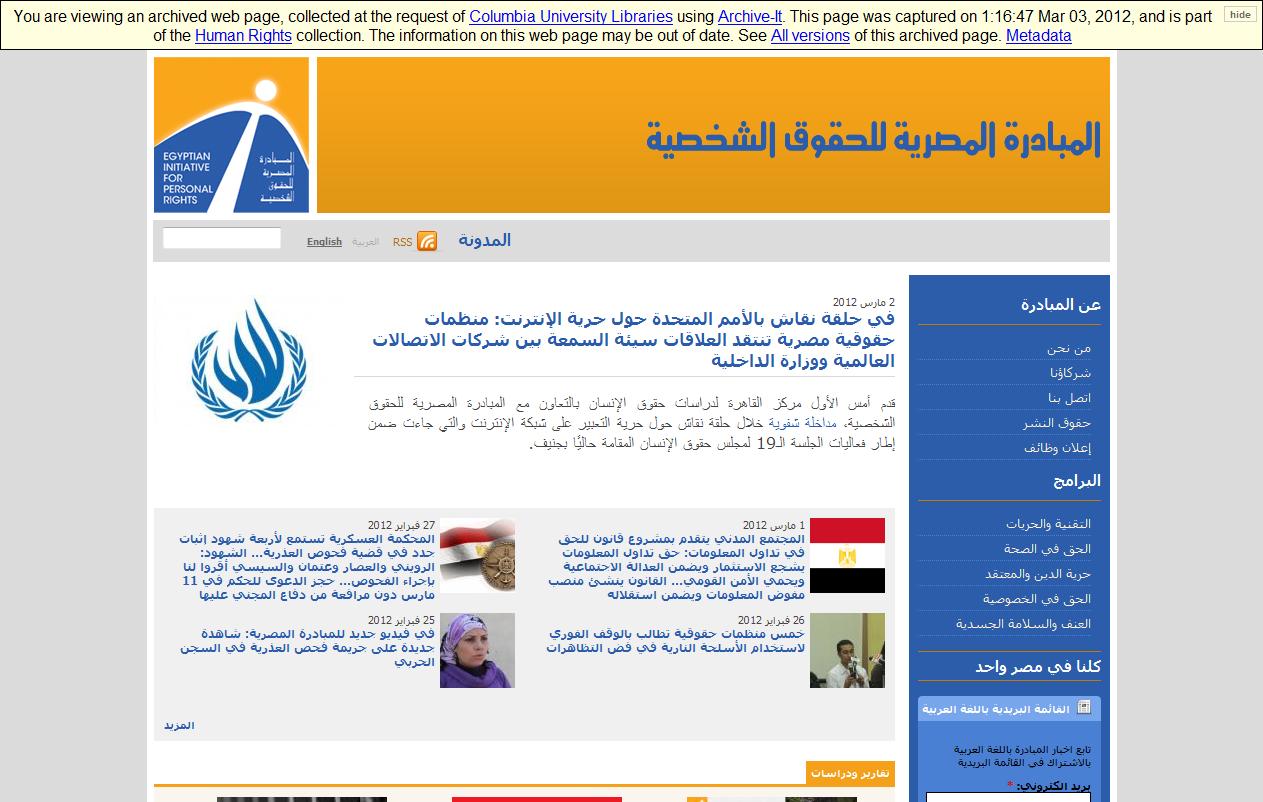 You are viewing an archived web page, collected at the request of Columbia University Libraries using Archive-It. This page was captured on 1:16:47 Mar 03, 2012, and is part
of the Human Rights collection. The information on this web page may be out of date. See All versions of this archived page. Metadata
hide
EGYPTIAN
INITIATIVE
FOR
PERSONAL
RIGHTS
المبادرة
المصرية
للحقوق
الشخصية
المبادرة المصرية للحقوق الشخصية
المدونة
RSS
العربية
English
عن المبادرة
من نحن
شركاؤنا
اتصل بنا
حقوق النشر
إعلان وظائف
البرامج
التقنية والحريات
الحق في الصحة
حرية الدين والمعتقد
الحق في الخصوصية
العنف والسلامة الجسدية
كلنا في مصر واحد
القائمة البريدية باللغة العربية
تابع اخبار المبادرة باللغة العربية
بالاشتراك في القائمة البريدية
بريد الكتروني: *
2 مارس 2012
في حلقة نقاش بالأمم المتحدة حول حرية الإنترنت: منظمات
حقوقية مصرية تنتقد العلاقات سيئة السمعة بين شركات الاتصالات
العالمية ووزارة الداخلية
قدم أمس الأول مركز القاهرة لدراسات حقوق الإنسان بالتعاون مع المبادرة المصرية للحقوق
الشخصية، مداخلة شفوية خلال حلقة نقاش حول حرية التعبير على شبكة الإنترنت والتي جاءت ضمن
إطار فعاليات الجلسة الـ19 لمجلس حقوق الإنسان المقامة حاليًا بجنيف.
1 مارس 2012
المجتمع المدني يتقدم بمشروع قانون للحق
في تداول المعلومات: حق تداول المعلومات
يشجع الاستثمار ويضمن العدالة الاجتماعية
ويحمي الأمن القومي... القانون ينشئ منصب
مفوض المعلومات ويضمن استقلاله
27 فبراير 2012
المحكمة العسكرية تستمع لأربعة شهود إثبات
جدد في قضية فحوص العذرية... الشهود:
الرويني والعصار وعثمان والسيسي أقروا لنا
بإجراء الفحوص... حجز الدعوى للحكم في 11
مارس دون مرافعة من دفاع المجني عليها
26 فبراير 2012
خمس منظمات حقوقية تطالب بالوقف الفوري
لاستخدام الأسلحة النارية في فض التظاهرات
25 فبراير 2012
في فيديو جديد للمبادرة المصرية: شاهدة
جديدة على جريمة فحص العذرية في السجن
الحربي
المزيد
تقارير ودراسات